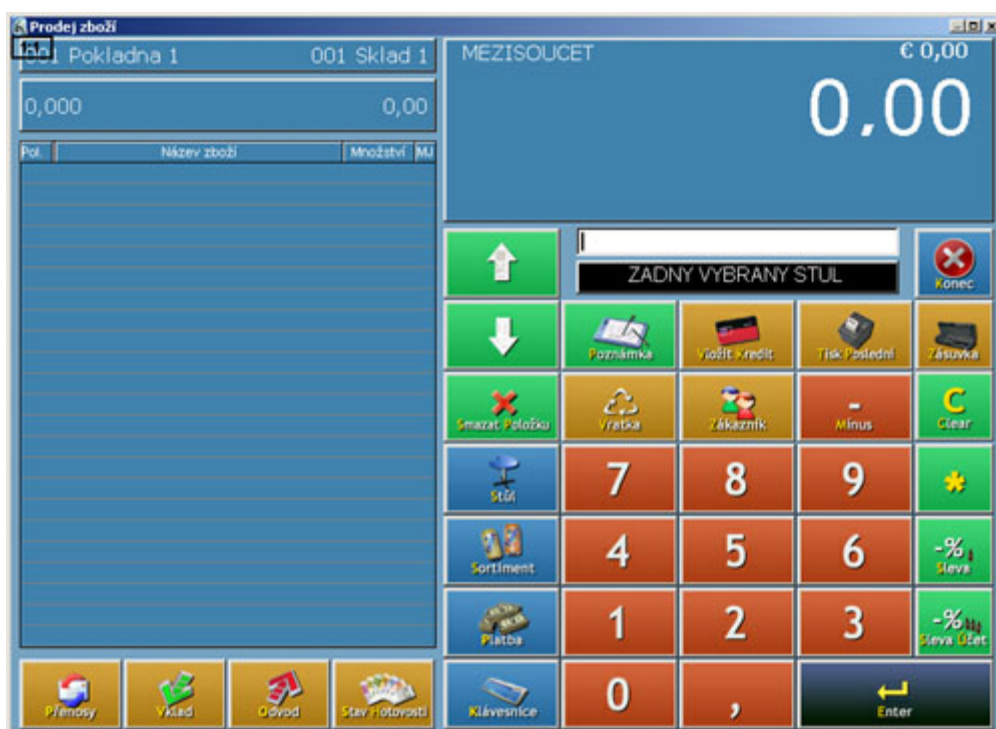 Prodej zboží
001 Pokladna 1 001 Sklad 1
0,000 0,00
Pol. Název zboží Množství MJ
MEZISOUCET € 0,00
0,00
ZADNY VYBRANY STUL
Konec
Poznámka Vložit Kredit Tisk Poslední Zásuvka
Smazat Položku Vratka Zákazník - Mínus C Clear
Stůl 7 8 9 *
Sortiment 4 5 6 -% Sleva
Platba 1 2 3 -% Sleva Účet
Přenosy Vklad Odvod Stav Hotovosti Klávesnice 0 , Enter